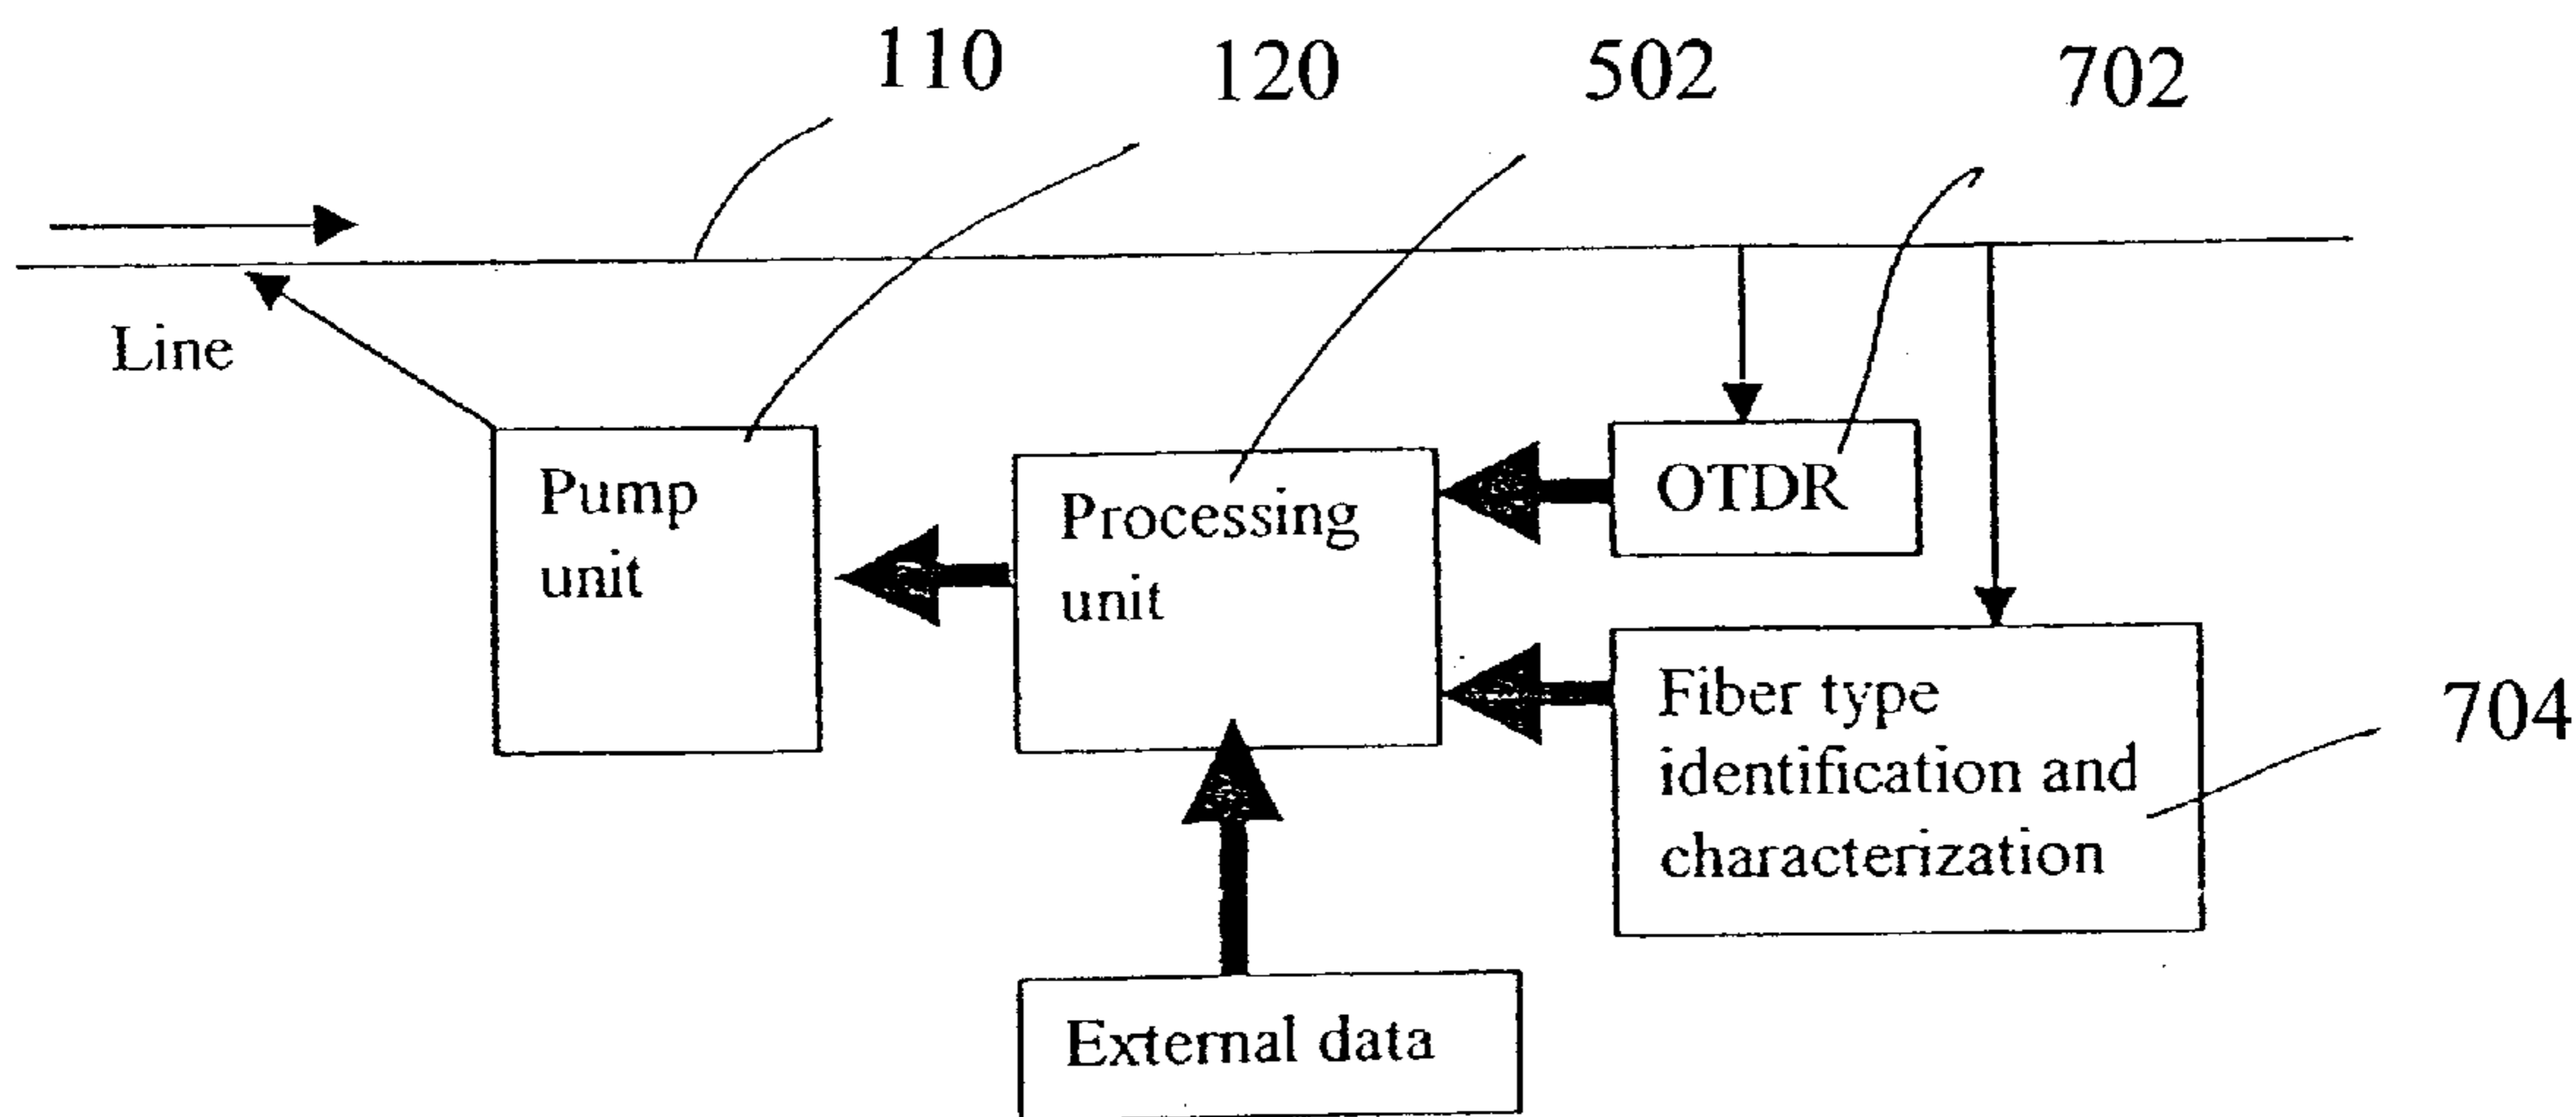 110
120
502
702
Line
Pump
unit
Processing
unit
OTDR
Fiber type
identification and
characterization
704
External data